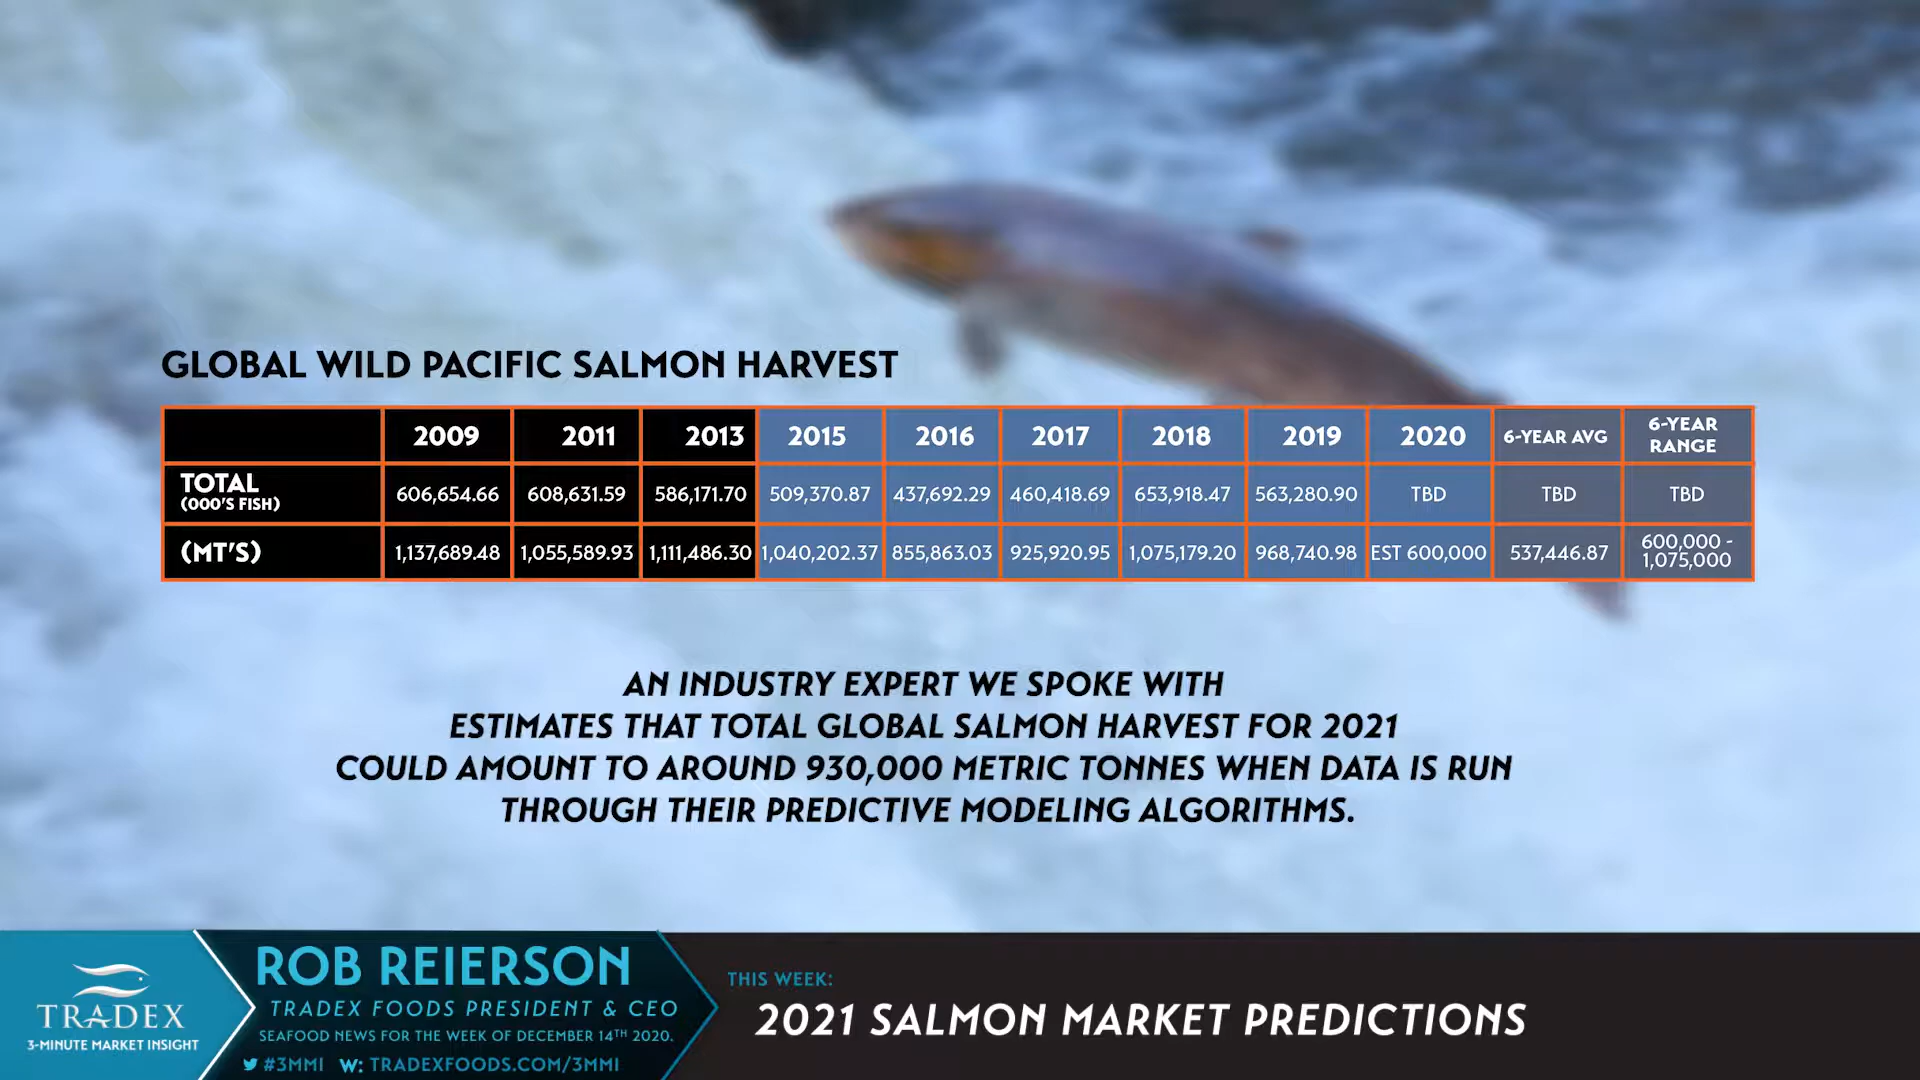 GLOBAL WILD PACIFIC SALMON HARVEST
2009 2011 2013 2015 2016 2017 2018 2019 2020 6-YEAR AVG 6-YEAR RANGE
TOTAL (000'S FISH) 606,654.66 608,631.59 586,171.70 509,370.87 437,692.29 460,418.69 653,918.47 563,280.90 TBD TBD TBD
(MT'S) 1,137,689.48 1,055,589.93 1,111,486.30 1,040,202.37 855,863.03 925,920.95 1,075,179.20 968,740.98 EST 600,000 537,446.87 600,000 - 1,075,000
AN INDUSTRY EXPERT WE SPOKE WITH
ESTIMATES THAT TOTAL GLOBAL SALMON HARVEST FOR 2021
COULD AMOUNT TO AROUND 930,000 METRIC TONNES WHEN DATA IS RUN
THROUGH THEIR PREDICTIVE MODELING ALGORITHMS.
TRADEX
3-MINUTE MARKET INSIGHT
ROB REIERSON
TRADEX FOODS PRESIDENT & CEO
SEAFOOD NEWS FOR THE WEEK OF DECEMBER 14TH 2020.
#3MMI W: TRADEXFOODS.COM/3MMI
THIS WEEK:
2021 SALMON MARKET PREDICTIONS